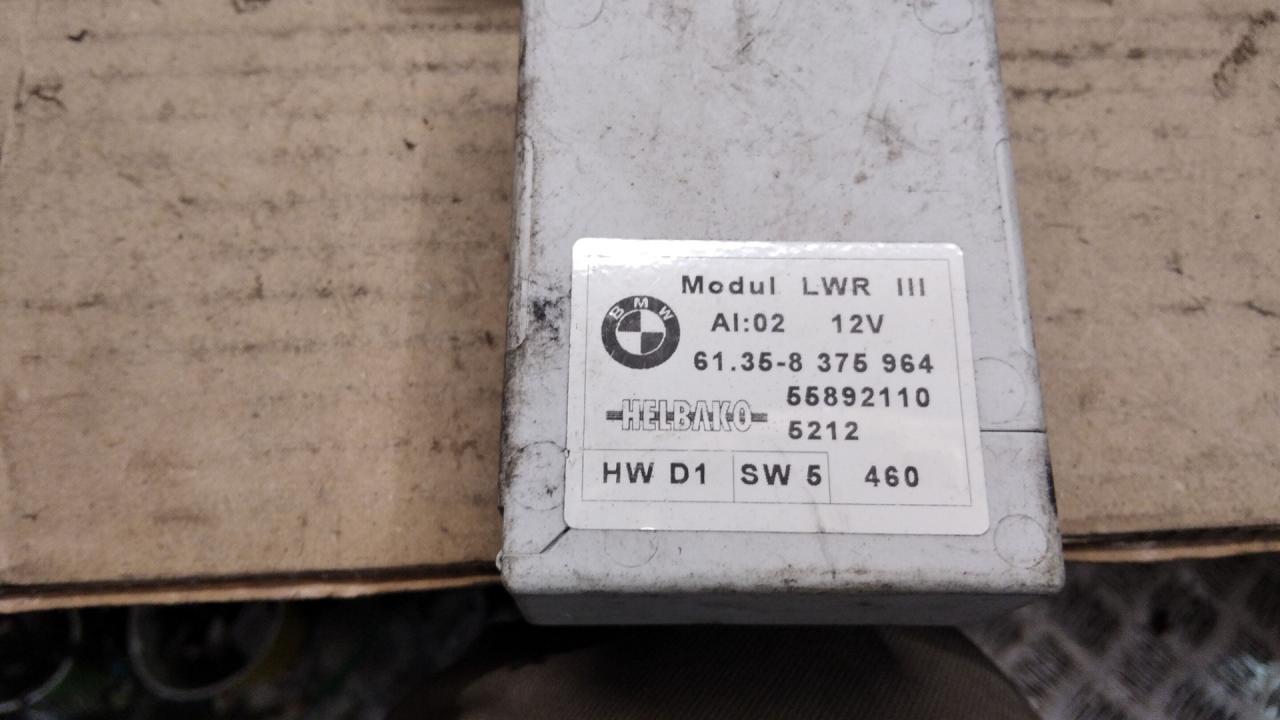 Modul LWR III
BMW
AI:02 12V
61.35-8 375 964
55892110
HELBAKO
5212
HW D1 SW 5 460